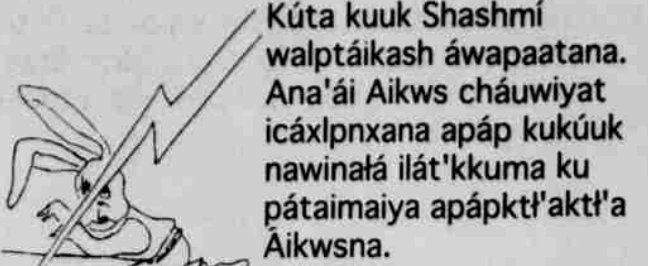 Kúta kuuk Shashmí
walptáikash áwapaatana.
Ana'ái Aikws cháuwiyat
icáxlpnxana apáp kukúuk
nawinałá ilát'kkuma ku
pátaimaiya apápktł'aktł'a
Áikwsna.